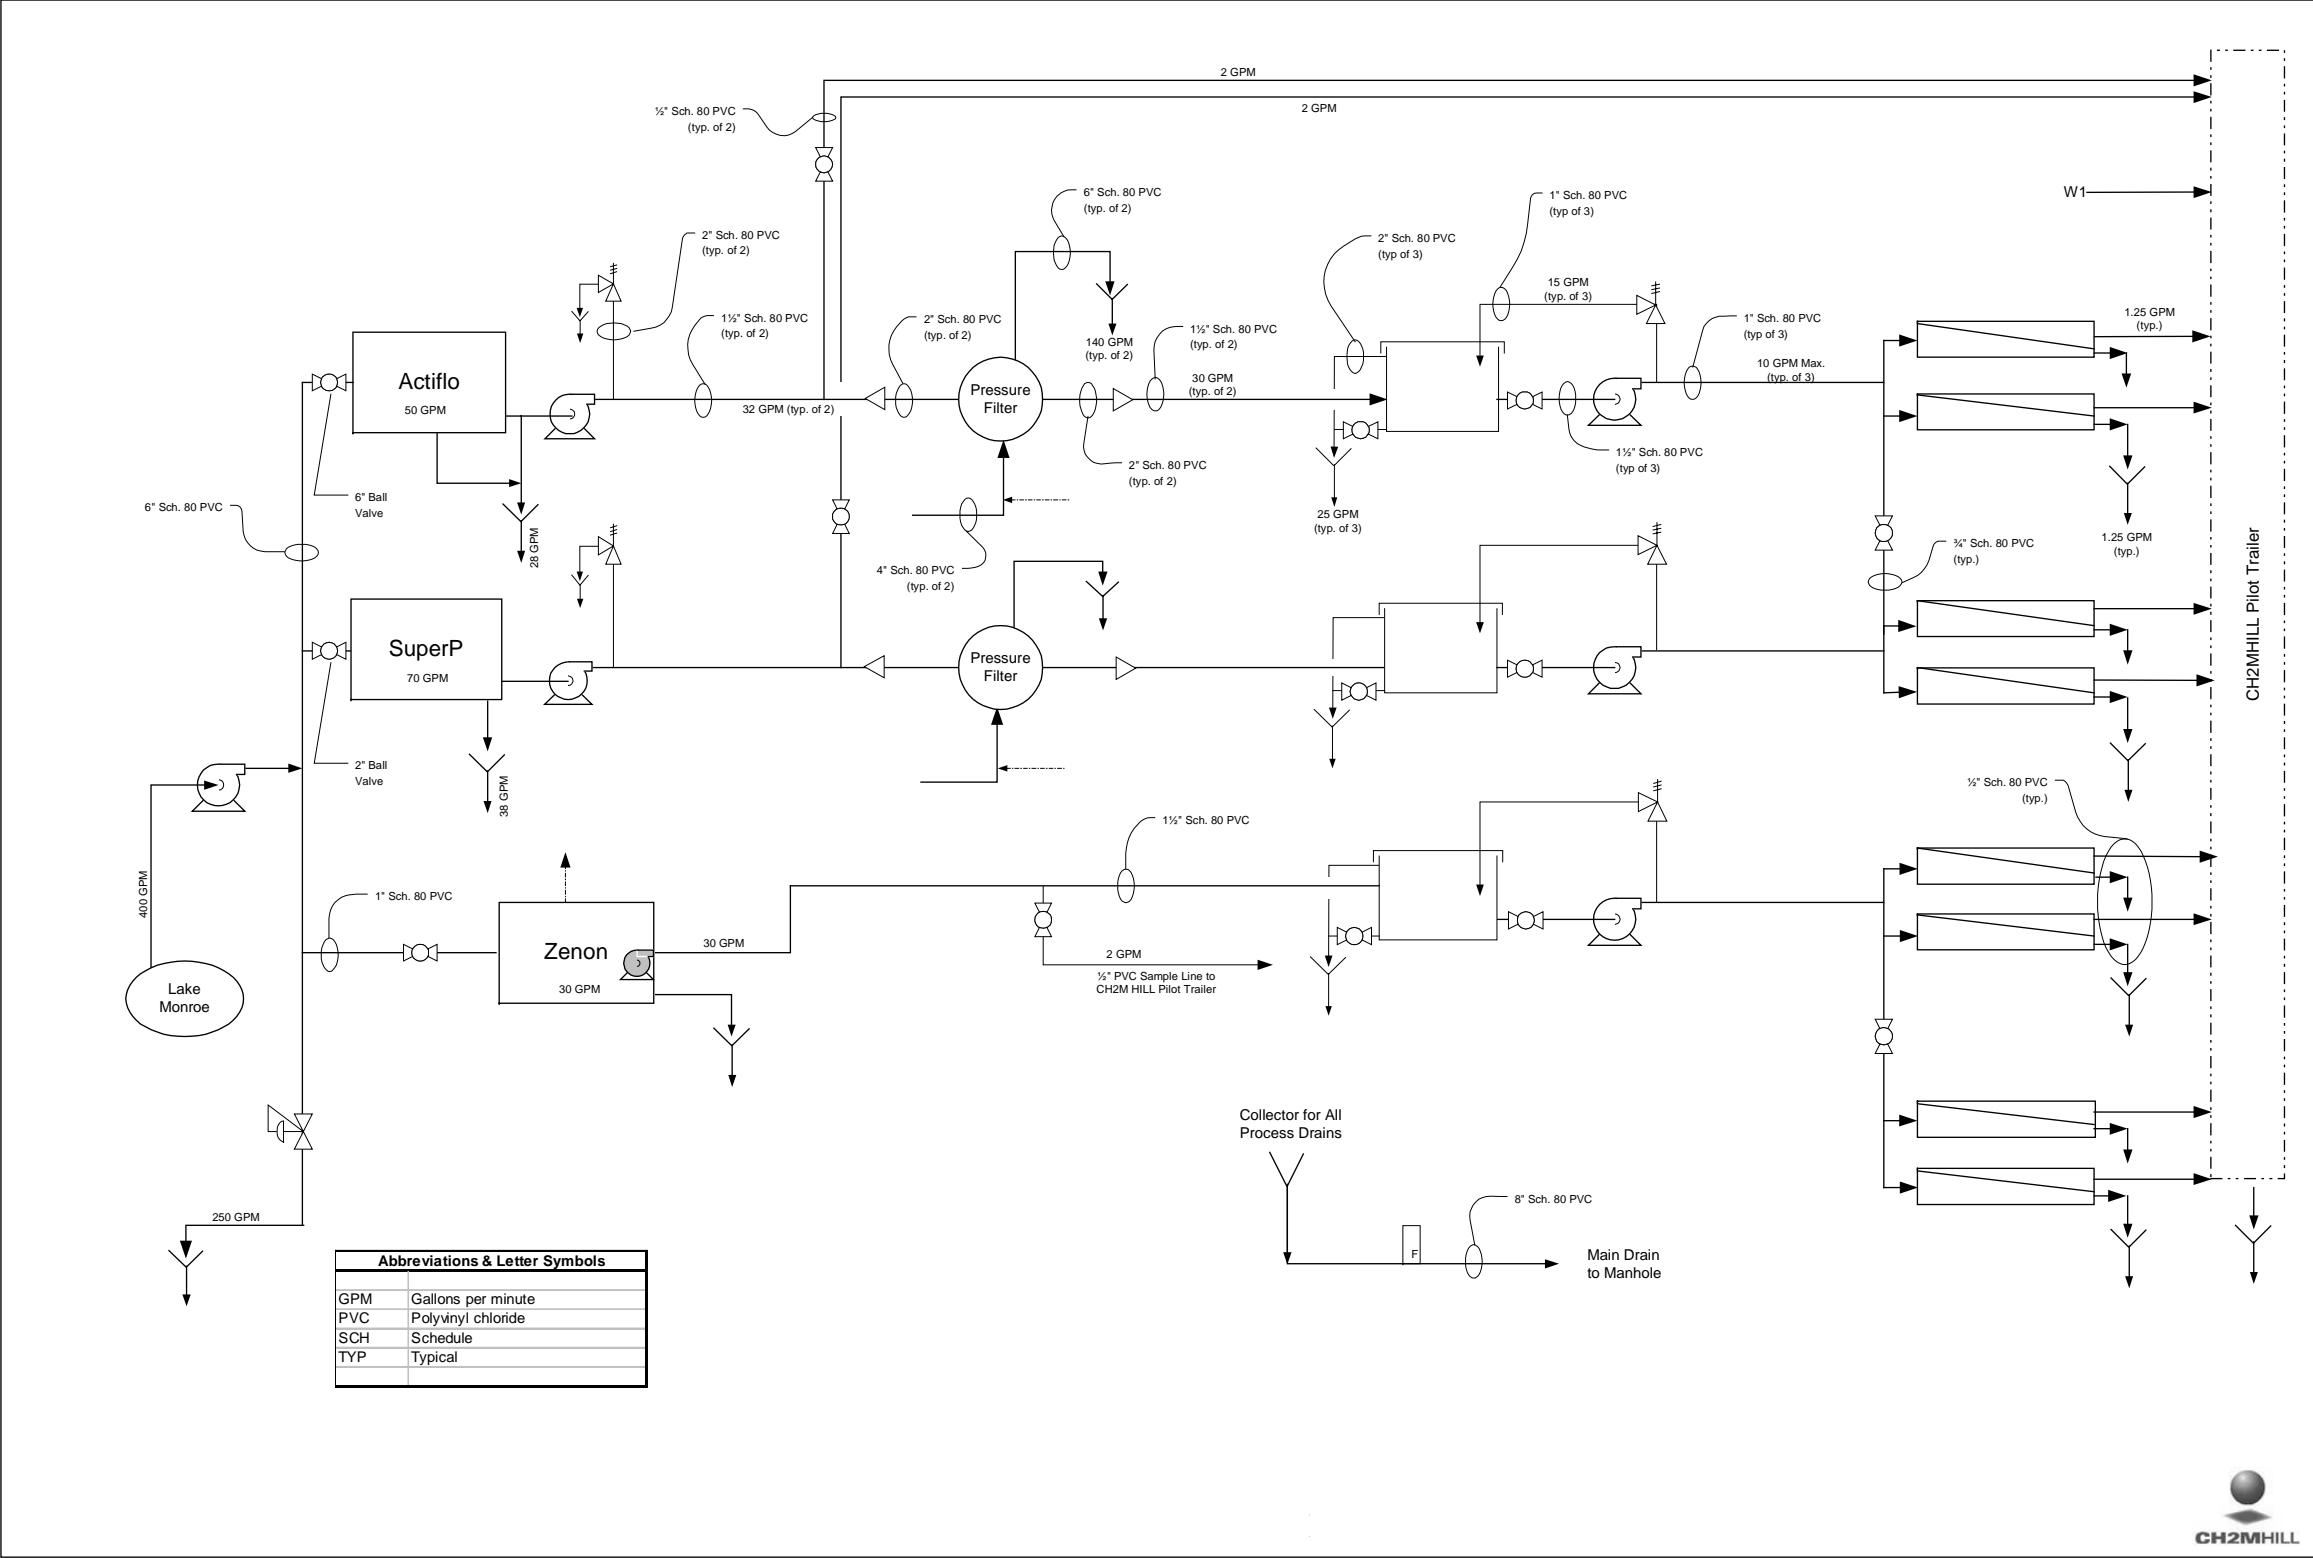 2 GPM
2 GPM
½" Sch. 80 PVC
(typ. of 2)
W1
6" Sch. 80 PVC
(typ. of 2)
1" Sch. 80 PVC
(typ of 3)
2" Sch. 80 PVC
(typ. of 2)
2" Sch. 80 PVC
(typ of 3)
15 GPM
(typ. of 3)
1½" Sch. 80 PVC
(typ. of 2)
2" Sch. 80 PVC
(typ. of 2)
140 GPM
(typ. of 2)
1½" Sch. 80 PVC
(typ. of 2)
1" Sch. 80 PVC
(typ of 3)
1.25 GPM
(typ.)
Actiflo
50 GPM
32 GPM (typ. of 2)
Pressure
Filter
30 GPM
(typ. of 2)
10 GPM Max.
(typ. of 3)
2" Sch. 80 PVC
(typ. of 2)
1½" Sch. 80 PVC
(typ of 3)
6" Ball
Valve
6" Sch. 80 PVC
28 GPM
4" Sch. 80 PVC
(typ. of 2)
25 GPM
(typ. of 3)
1.25 GPM
(typ.)
¾" Sch. 80 PVC
(typ.)
CH2MHILL Pilot Trailer
SuperP
70 GPM
Pressure
Filter
2" Ball
Valve
38 GPM
½" Sch. 80 PVC
(typ.)
1½" Sch. 80 PVC
400 GPM
1" Sch. 80 PVC
Zenon
30 GPM
30 GPM
2 GPM
½" PVC Sample Line to
CH2M HILL Pilot Trailer
Lake
Monroe
Collector for All
Process Drains
8" Sch. 80 PVC
F
Main Drain
to Manhole
250 GPM
Abbreviations & Letter Symbols
GPM Gallons per minute
PVC Polyvinyl chloride
SCH Schedule
TYP Typical
CH2MHILL